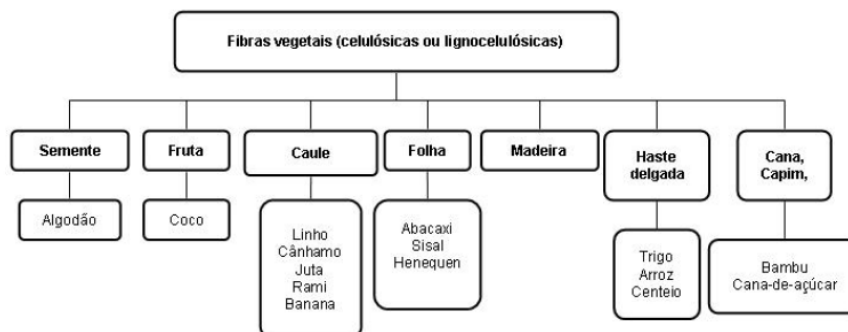 Fibras vegetais (celulósicas ou lignocelulósicas)
Semente
Fruta
Caule
Folha
Madeira
Haste
delgada
Cana,
Capim,
Algodão
Coco
Linho
Cânhamo
Juta
Rami
Banana
Abacaxi
Sisal
Henequen
Trigo
Arroz
Centeio
Bambu
Cana-de-açúcar